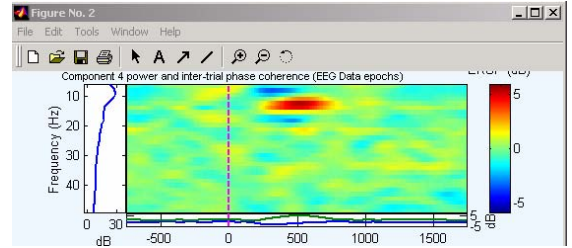 Figure No. 2
File Edit Tools Window Help
Component 4 power and inter-trial phase coherence (EEG Data epochs)
ERSP (dB)
Frequency (Hz)
10
20
30
40
5
0
-5
0 30
dB
-500 0 500 1000 1500
5
-5
dB